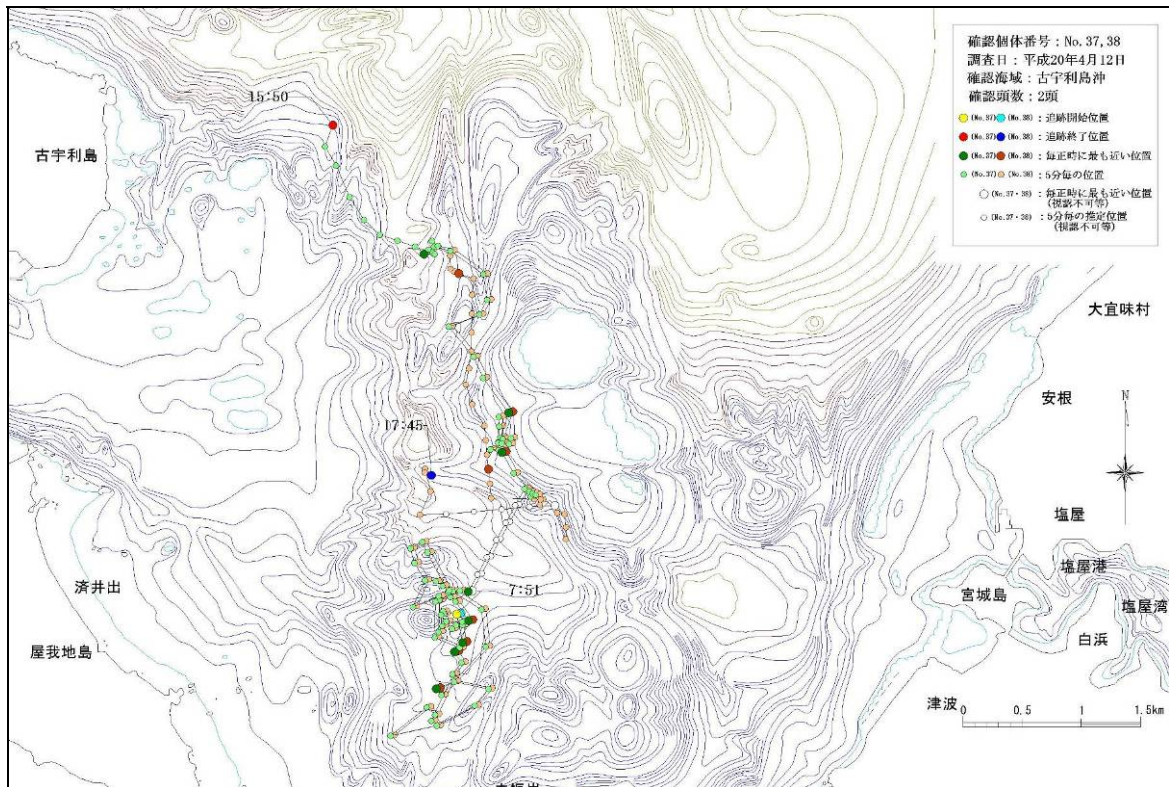 確認個体番号：No.37,38
調査日：平成20年4月12日
確認海域：古宇利島沖
確認頭数：2頭
(No.37) (No.38)：追跡開始位置
(No.37) (No.38)：追跡終了位置
(No.37) (No.38)：毎正時に最も近い位置
(No.37) (No.38)：5分毎の位置
(No.37・38)：毎正時に最も近い位置
(視認不可等)
(No.37・38)：5分毎の推定位置
(視認不可等)
15:50
古宇利島
大宜味村
安根
N
17:45
塩屋
塩屋港
済井出
7:51
宮城島
塩屋湾
白浜
屋我地島
津波
0 0.5 1 1.5km